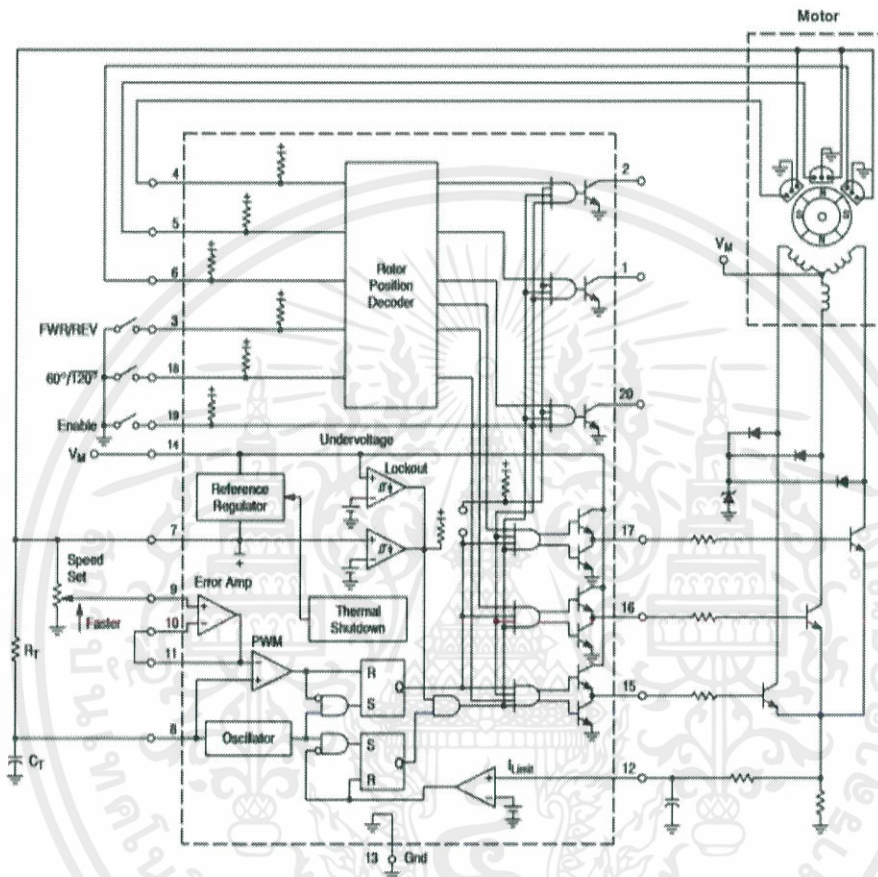 Motor
4
2
5
V_M
6
Rotor
Position
Decoder
1
FWR/REV
3
60°/120°
18
20
Enable
19
V_M
14
Undervoltage
Lockout
Reference
Regulator
7
17
Speed
Set
9
Error Amp
Thermal
Shutdown
16
Faster
10
PWM
R_T
11
R
Q
S
15
8
Oscillator
S
Q
R
C_T
I_Limit
12
13
Gnd
N
S
N
S